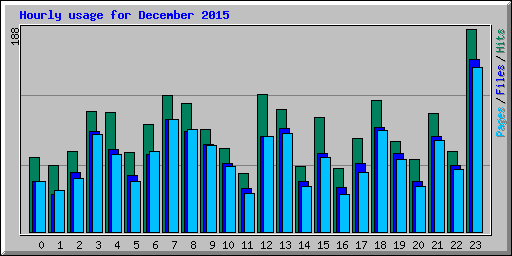 Hourly usage for December 2015
188
Pages / Files / Hits
0 1 2 3 4 5 6 7 8 9 10 11 12 13 14 15 16 17 18 19 20 21 22 23